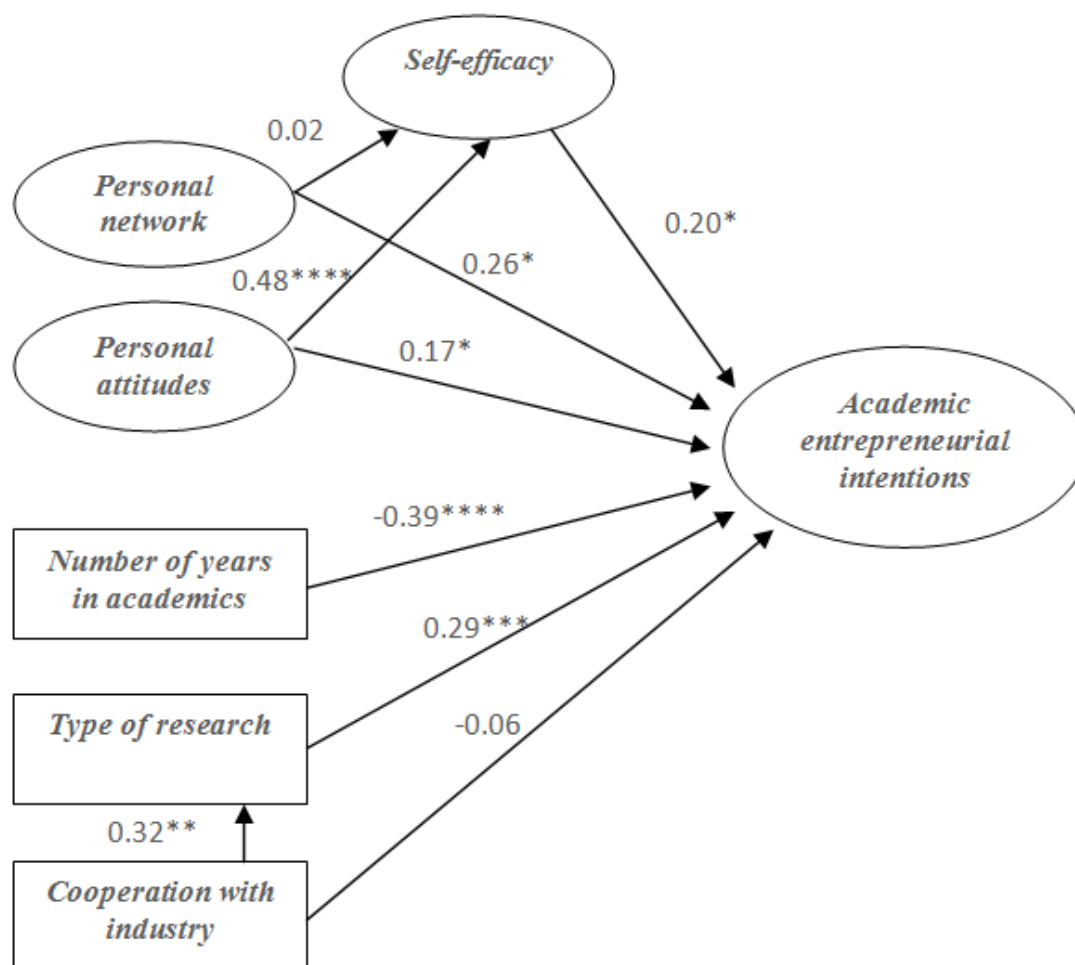 Self-efficacy
0.02
Personal
network
0.20*
0.48****
0.26*
Personal
attitudes
0.17*
Academic
entrepreneurial
intentions
-0.39****
Number of years
in academics
0.29***
Type of research
-0.06
0.32**
Cooperation with
industry